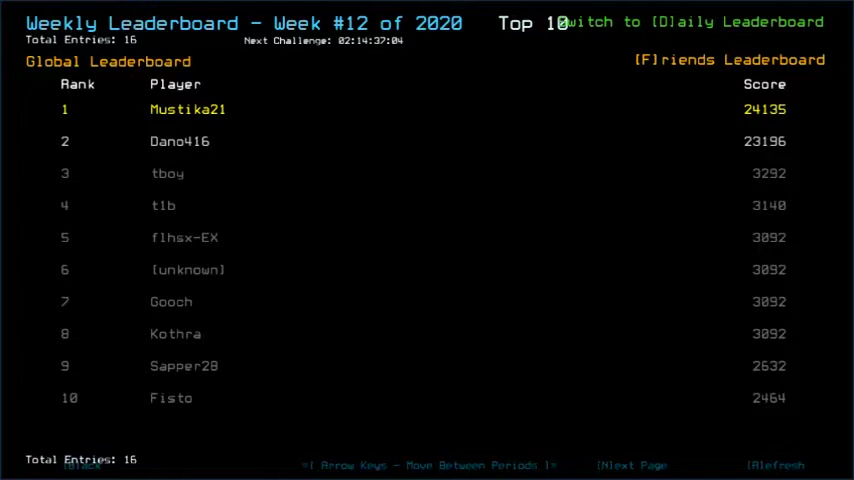 Weekly Leaderboard - Week #12 of 2020 Top 10 Switch to [D]aily Leaderboard
Total Entries: 16 Next Challenge: 02:14:37:04
Global Leaderboard [F]riends Leaderboard
Rank Player Score
1 Mustika21 24135
2 Dano416 23196
3 tboy 3292
4 t1b 3140
5 flhsx-EX 3092
6 [unknown] 3092
7 Gooch 3092
8 Kothra 3092
9 Sapper28 2632
10 Fisto 2464
Total Entries: 16
[B]ack =[ Arrow Keys - Move Between Periods ]= [N]ext Page [R]efresh